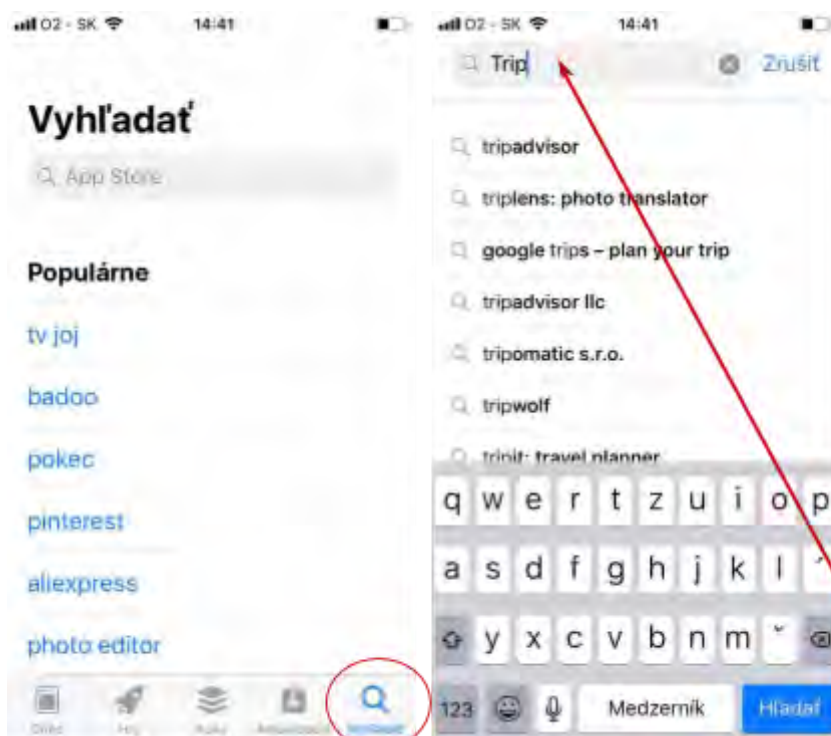 O2 - SK 14:41
Vyhľadať
App Store
Populárne
tv joj
badoo
pokec
pinterest
aliexpress
photo editor
O2 - SK 14:41
Trip Zrušiť
tripadvisor
triplens: photo translator
google trips – plan your trip
tripadvisor llc
tripomatic s.r.o.
tripwolf
tripit: travel planner
q w e r t z u i o p
a s d f g h j k l ´
y x c v b n m ˇ
123 Medzerník Hľadať